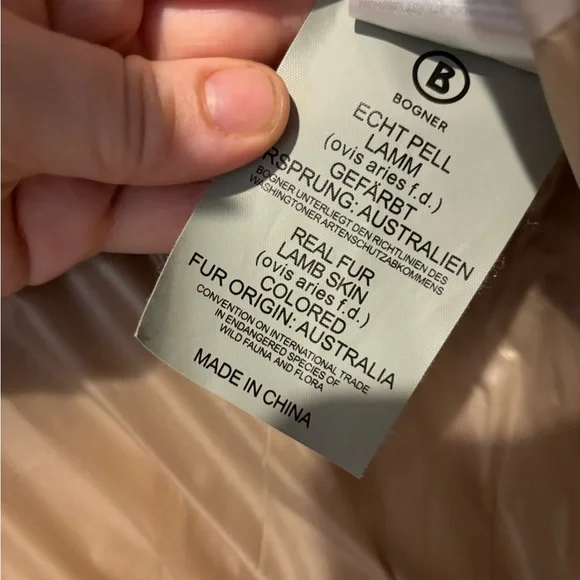 B
BOGNER
ECHT PELL
LAMM
(ovis aries f.d.)
GEFÄRBT
RSPRUNG: AUSTRALIEN
BOGNER UNTERLIEGT DEN RICHTLINIEN DES
WASHINGTONER ARTENSCHUTZABKOMMENS
REAL FUR
LAMB SKIN
(ovis aries f.d.)
COLORED
FUR ORIGIN: AUSTRALIA
CONVENTION ON INTERNATIONAL TRADE
IN ENDANGERED SPECIES OF
WILD FAUNA AND FLORA
MADE IN CHINA